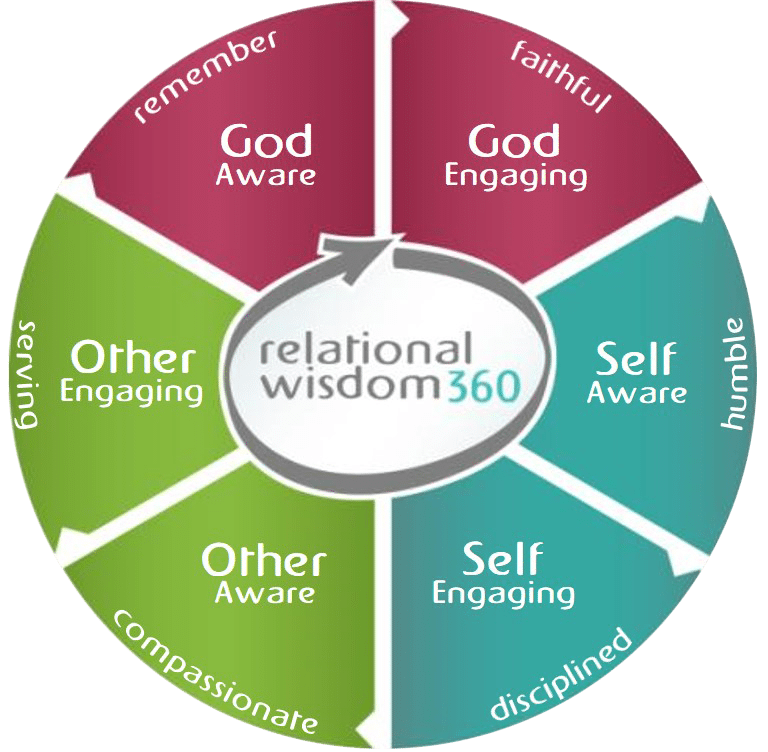 remember
God
Aware
faithful
God
Engaging
humble
Self
Aware
disciplined
Self
Engaging
compassionate
Other
Aware
serving
Other
Engaging
relational
wisdom360